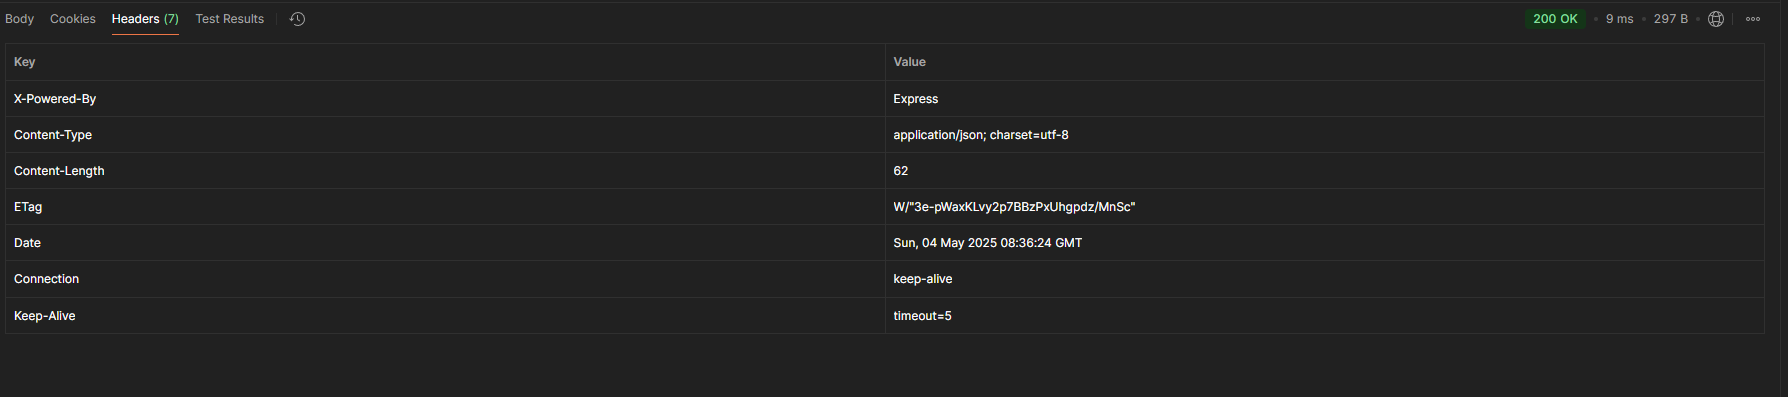 Body Cookies Headers (7) Test Results 200 OK • 9 ms • 297 B •
Key Value
X-Powered-By Express
Content-Type application/json; charset=utf-8
Content-Length 62
ETag W/"3e-pWaxKLvy2p7BBzPxUhgpdz/MnSc"
Date Sun, 04 May 2025 08:36:24 GMT
Connection keep-alive
Keep-Alive timeout=5